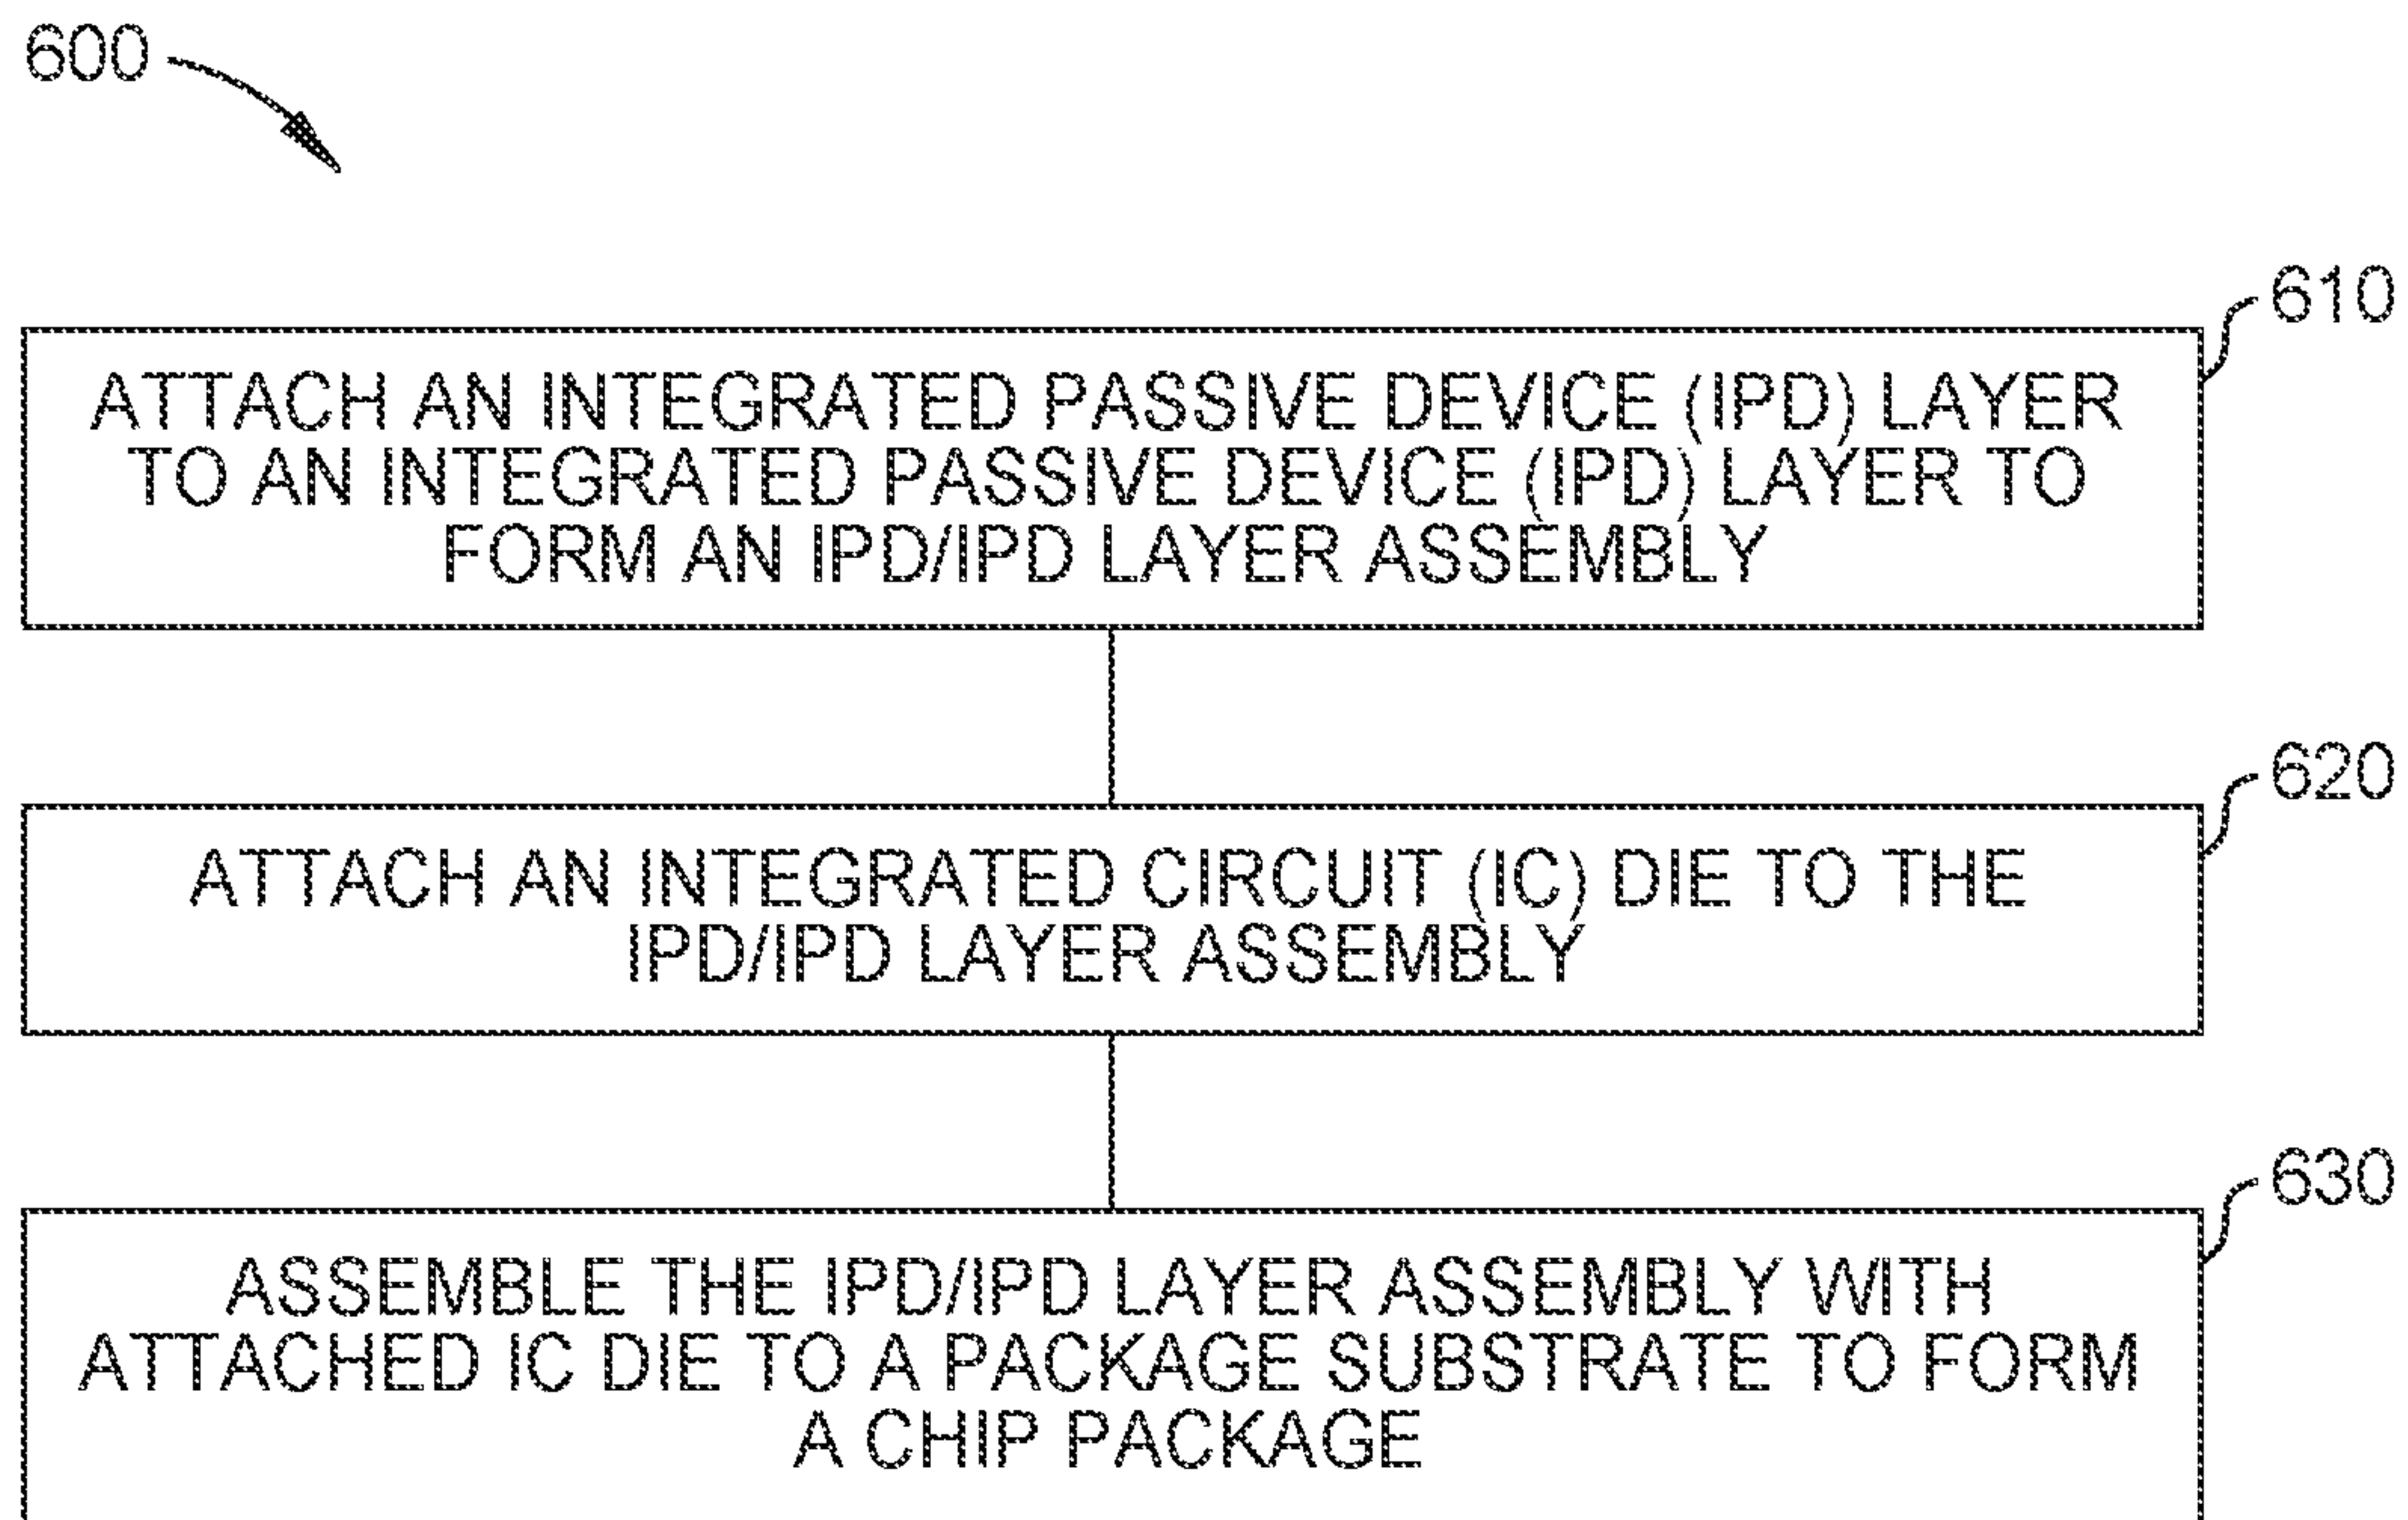 600
610
ATTACH AN INTEGRATED PASSIVE DEVICE (IPD) LAYER
TO AN INTEGRATED PASSIVE DEVICE (IPD) LAYER TO
FORM AN IPD/IPD LAYER ASSEMBLY
620
ATTACH AN INTEGRATED CIRCUIT (IC) DIE TO THE
IPD/IPD LAYER ASSEMBLY
630
ASSEMBLE THE IPD/IPD LAYER ASSEMBLY WITH
ATTACHED IC DIE TO A PACKAGE SUBSTRATE TO FORM
A CHIP PACKAGE